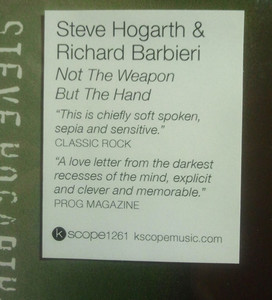 STEVE HOGARTH
Steve Hogarth &
Richard Barbieri
Not The Weapon
But The Hand
"This is chiefly soft spoken,
sepia and sensitive."
CLASSIC ROCK
"A love letter from the darkest
recesses of the mind, explicit
and clever and memorable."
PROG MAGAZINE
kscope1261 kscopemusic.com